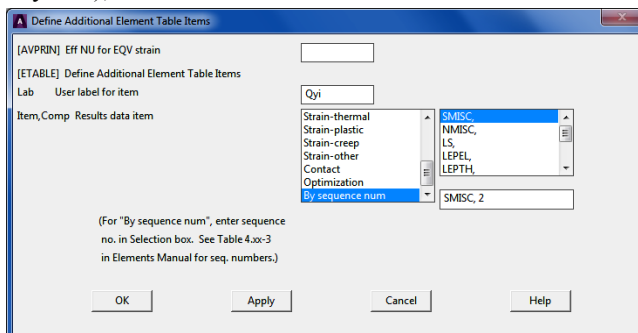 Define Additional Element Table Items
[AVPRIN] Eff NU for EQV strain
[ETABLE] Define Additional Element Table Items
Lab User label for item
Qyi
Item,Comp Results data item
Strain-thermal
Strain-plastic
Strain-creep
Strain-other
Contact
Optimization
By sequence num
SMISC,
NMISC,
LS,
LEPEL,
LEPTH,
SMISC, 2
(For "By sequence num", enter sequence
no. in Selection box. See Table 4.xx-3
in Elements Manual for seq. numbers.)
OK Apply Cancel Help